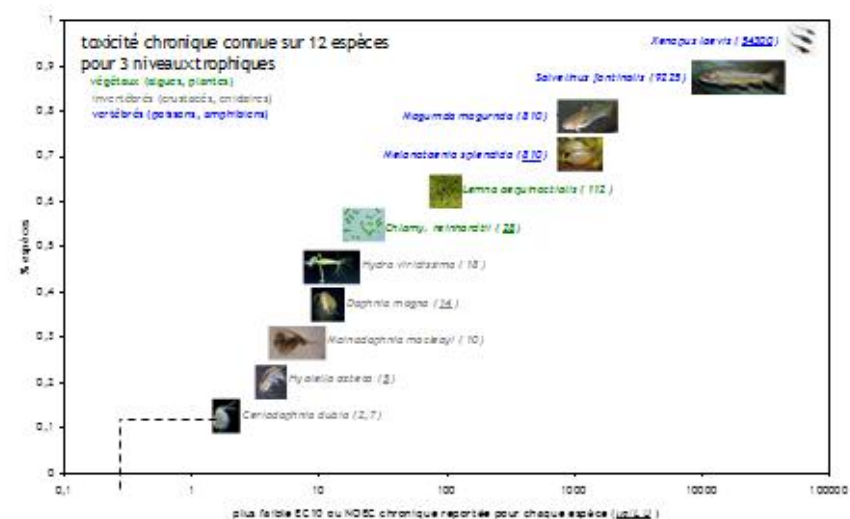 toxicité chronique connue sur 12 espèces
pour 3 niveaux trophiques
végétaux (algues, plantes)
invertébrés (crustacés, cnidaires)
vertébrés (poissons, amphibiens)
Xenopus laevis ( 54300 )
Salvelinus fontinalis (9225)
Mogurnda mogurnda (810)
Melanotaenia splendida (810)
Lemna aequinoctialis ( 112 )
Chlamy. reinhardtii ( 28 )
Hydra viridissima ( 18 )
Daphnia magna ( 14 )
Moinodaphnia macleayi ( 10)
Hyalella azteca (5)
Ceriodaphnia dubia (2,7)
% espèces
1
0,9
0,8
0,7
0,6
0,5
0,4
0,3
0,2
0,1
0
0,1 1 10 100 1000 10000 100000
plus faible EC10 ou NOEC chronique reportée pour chaque espèce (µg/L U )